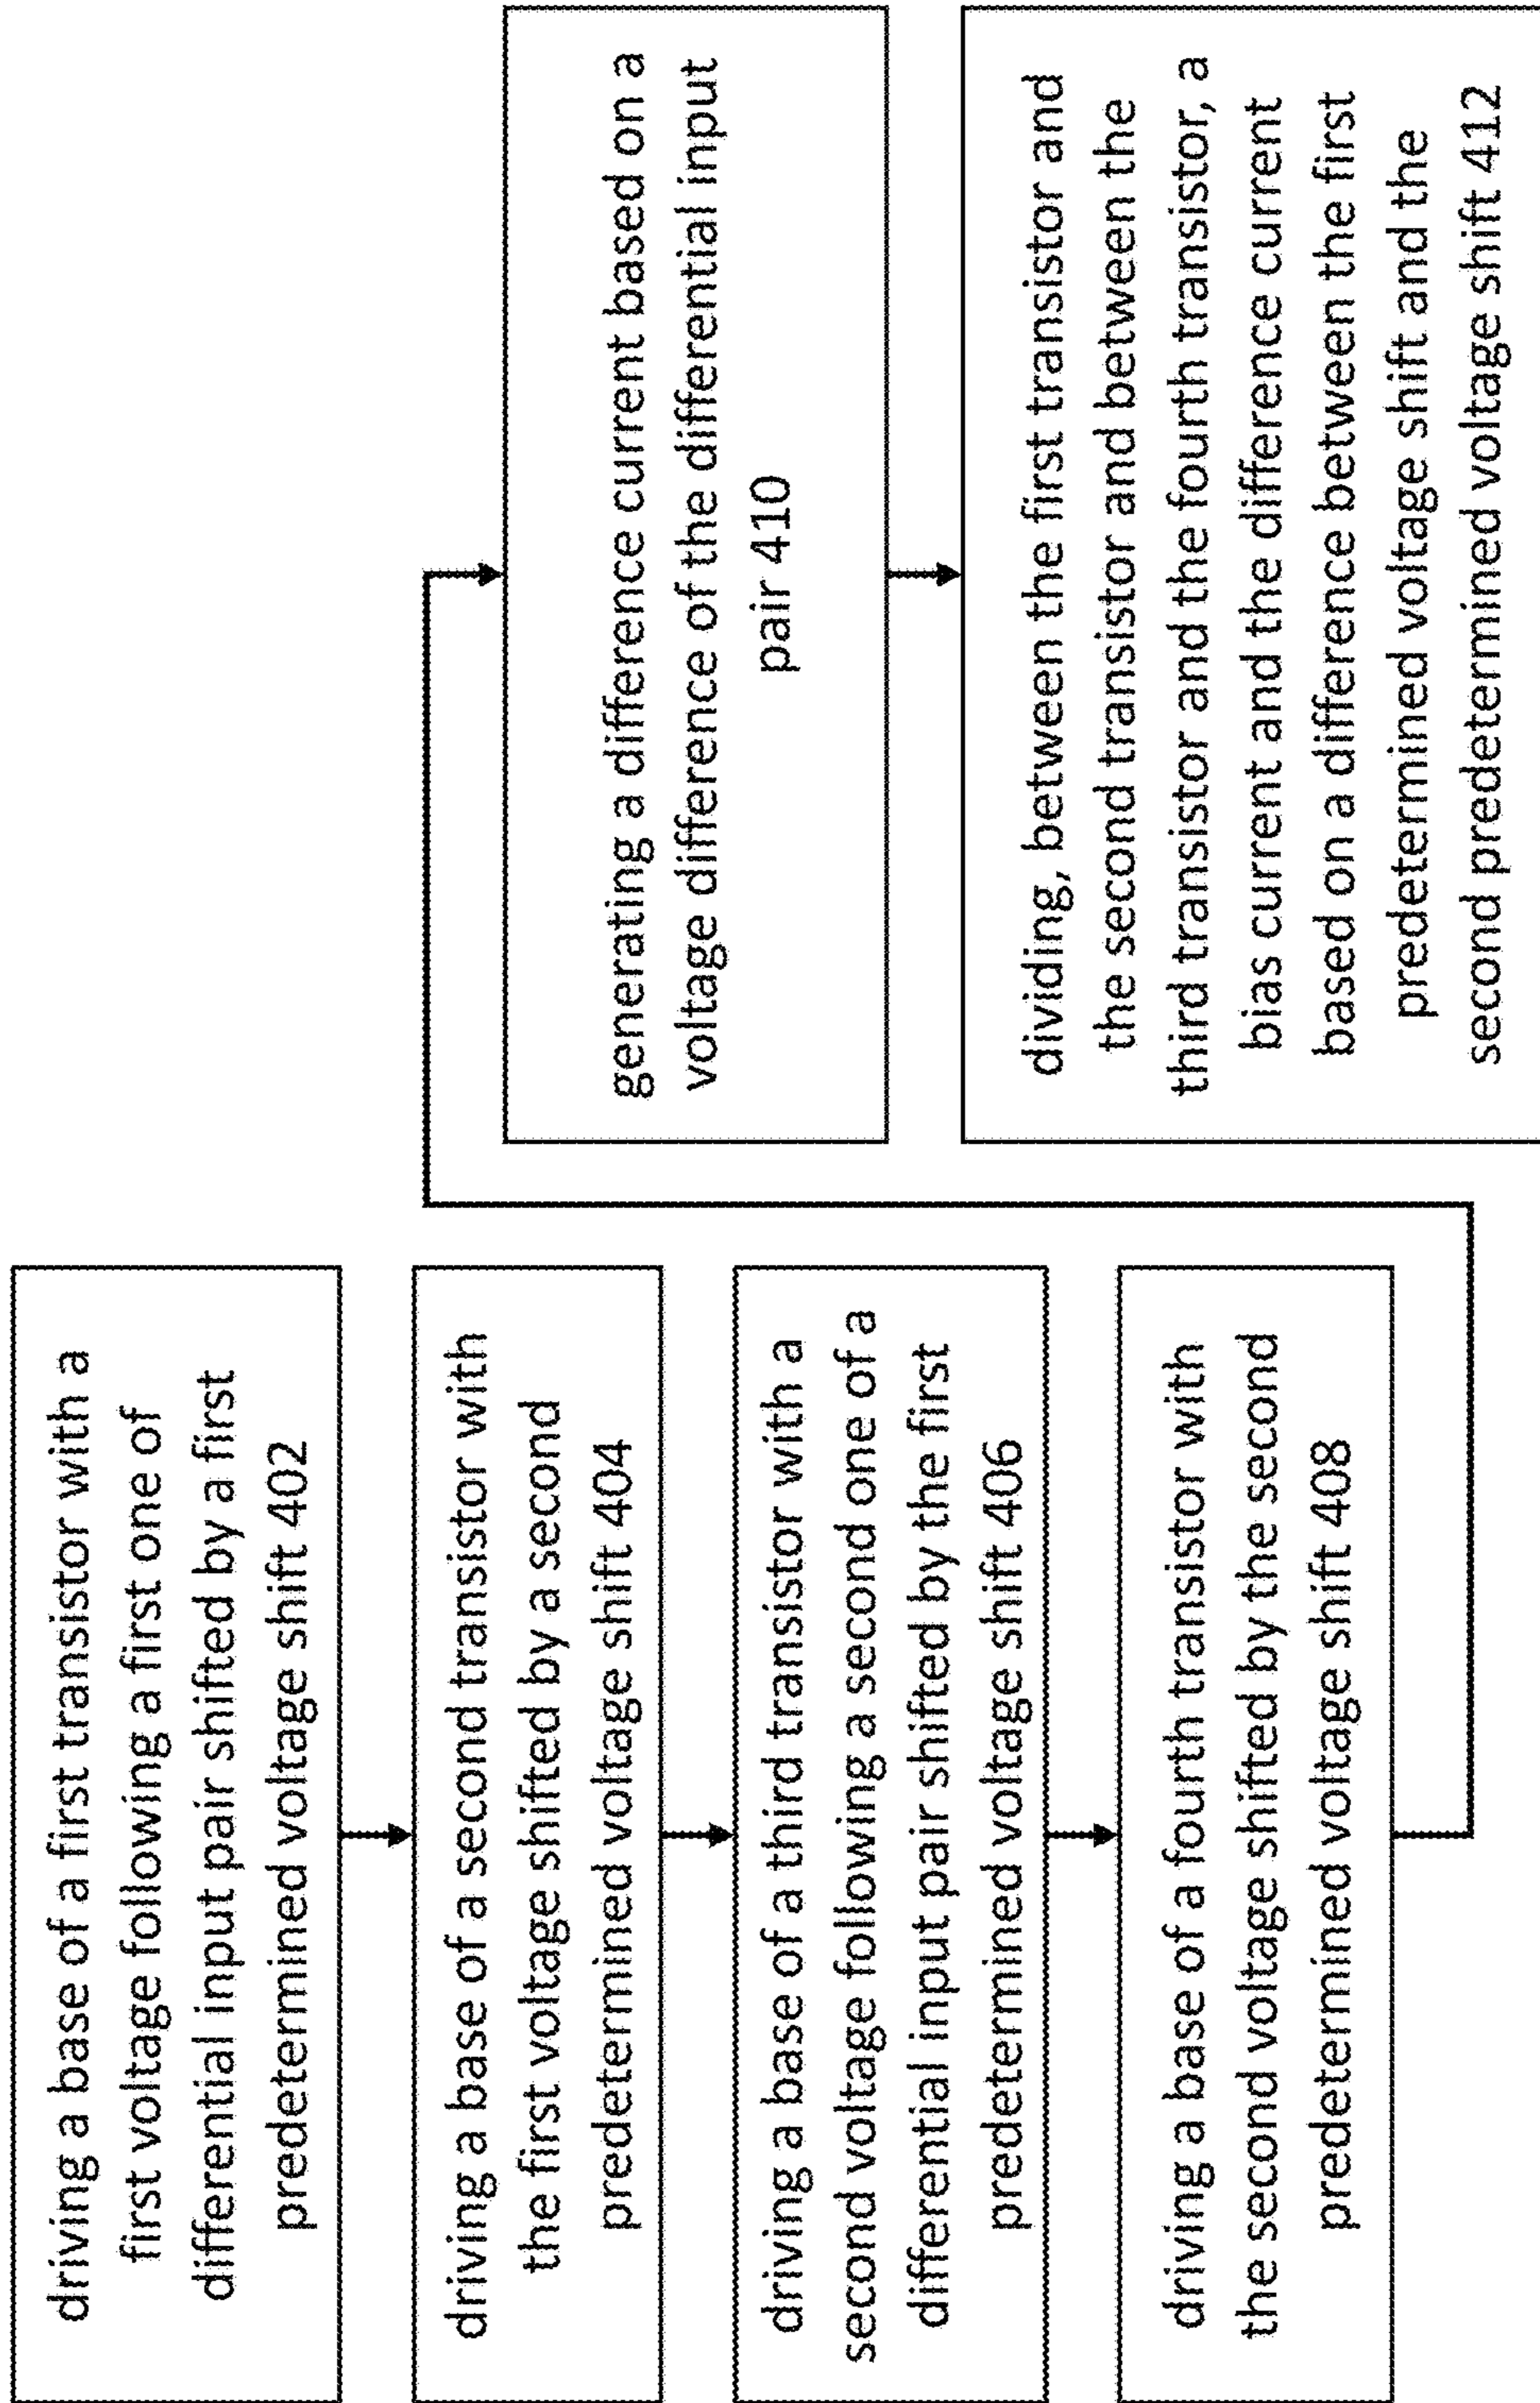 driving a base of a first transistor with a
first voltage following a first one of
differential input pair shifted by a first
predetermined voltage shift 402
driving a base of a second transistor with
the first voltage shifted by a second
predetermined voltage shift 404
driving a base of a third transistor with a
second voltage following a second one of a
differential input pair shifted by the first
predetermined voltage shift 406
driving a base of a fourth transistor with
the second voltage shifted by the second
predetermined voltage shift 408
generating a difference current based on a
voltage difference of the differential input
pair 410
dividing, between the first transistor and
the second transistor and between the
third transistor and the fourth transistor, a
bias current and the difference current
based on a difference between the first
predetermined voltage shift and the
second predetermined voltage shift 412